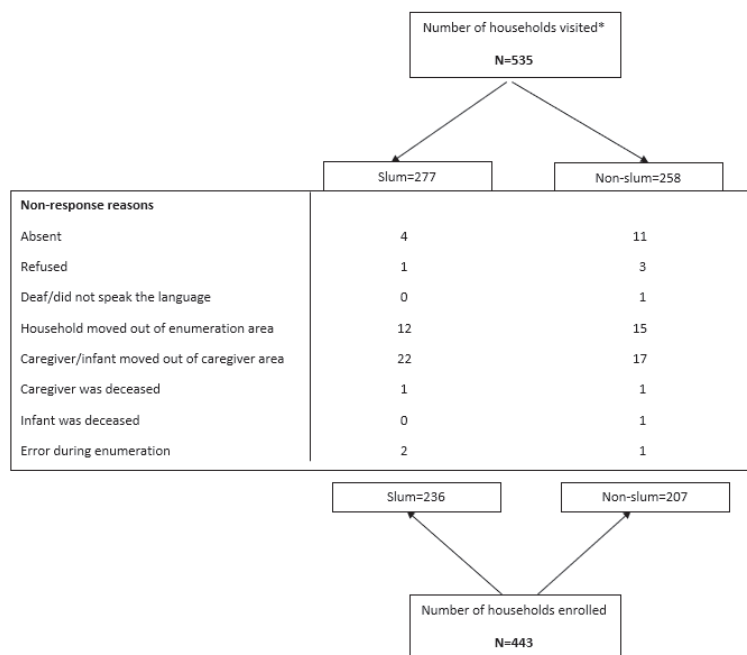 Number of households visited*
N=535
Slum=277 Non-slum=258
Non-response reasons
Absent 4 11
Refused 1 3
Deaf/did not speak the language 0 1
Household moved out of enumeration area 12 15
Caregiver/infant moved out of caregiver area 22 17
Caregiver was deceased 1 1
Infant was deceased 0 1
Error during enumeration 2 1
Slum=236 Non-slum=207
Number of households enrolled
N=443